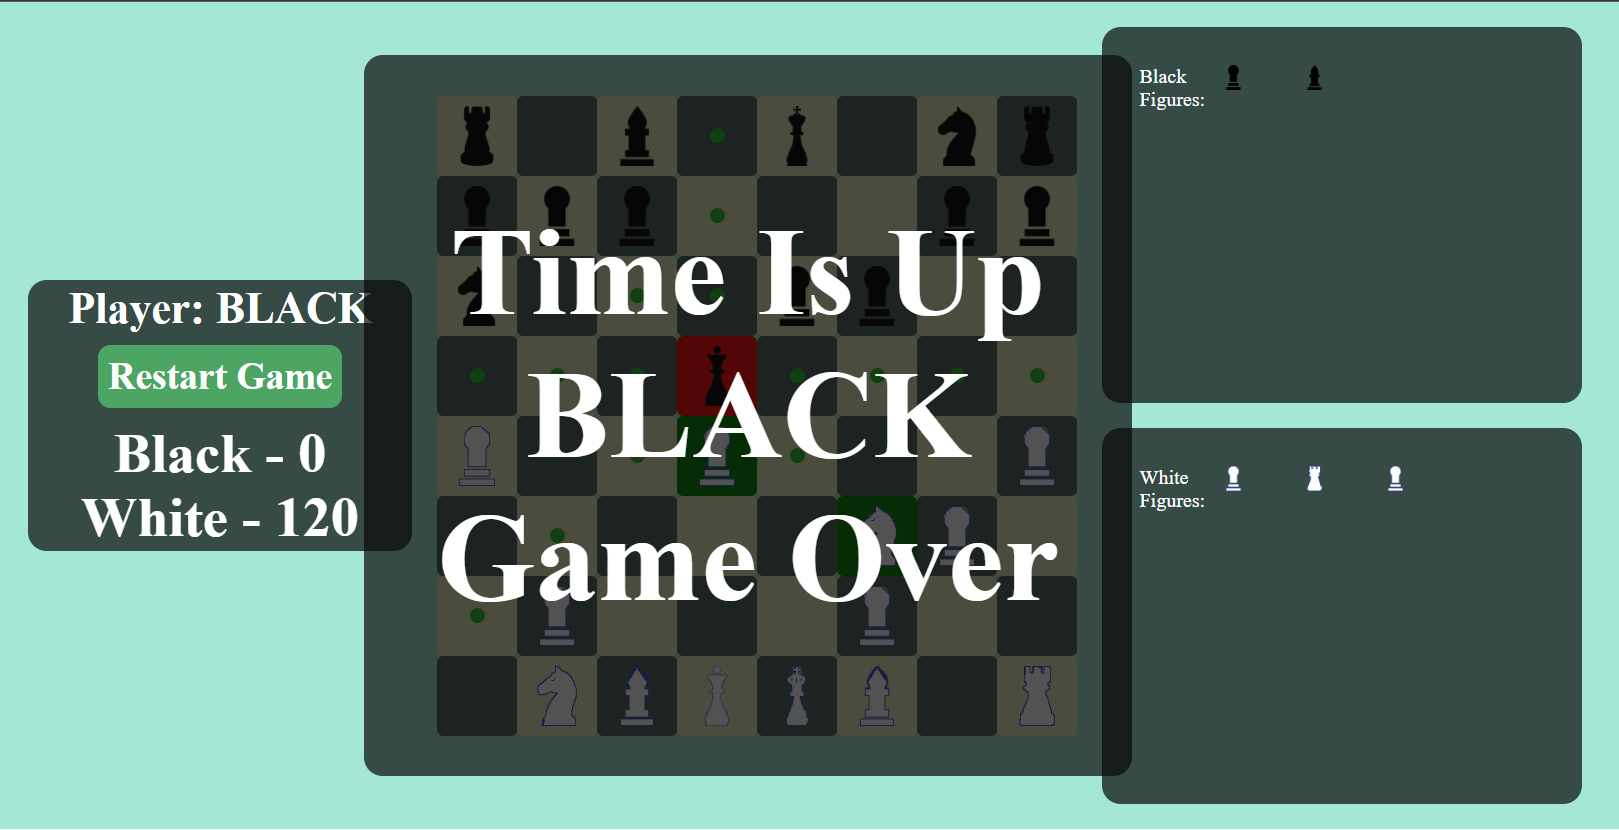 Player: BLACK
Restart Game
Black - 0
White - 120
Time Is Up
BLACK
Game Over
Black
Figures:
White
Figures: